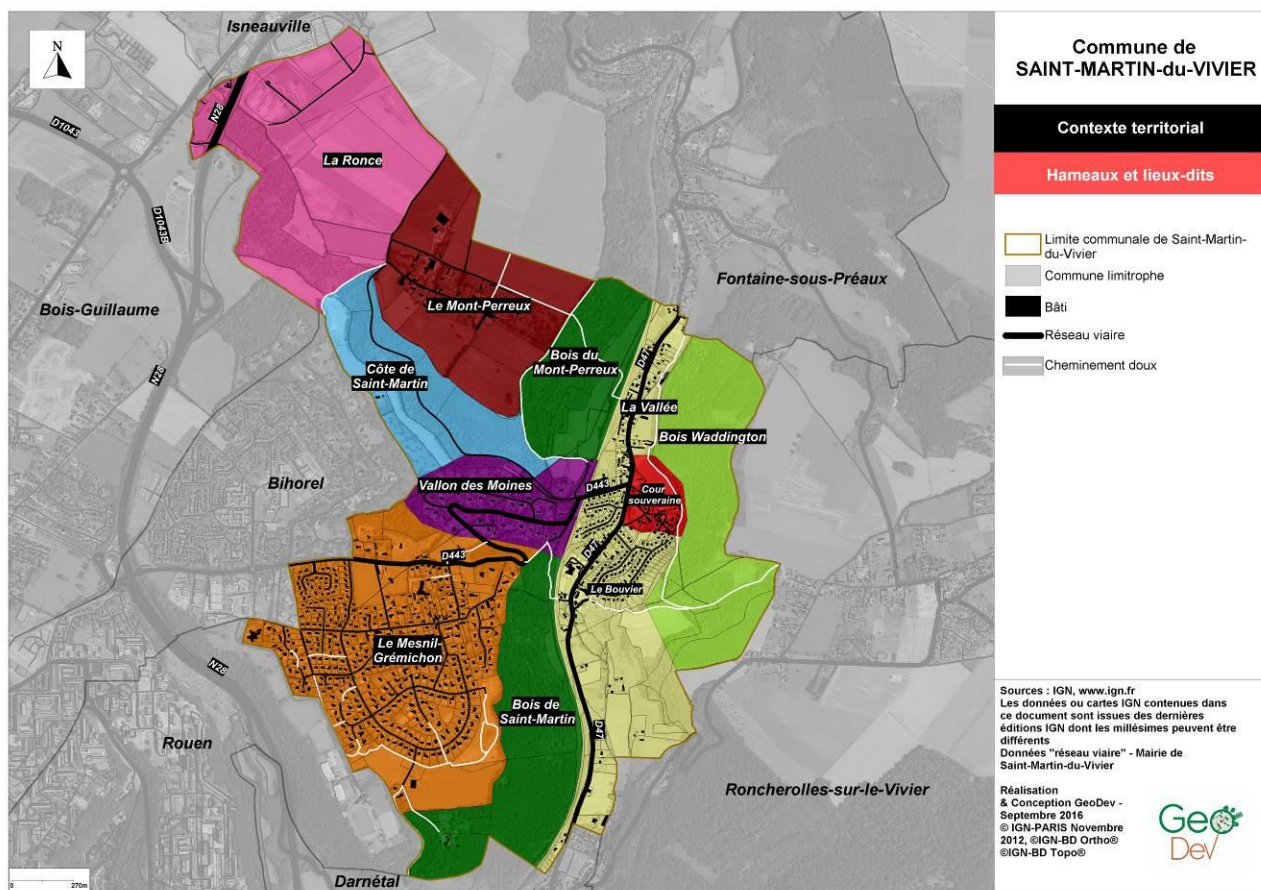 Isneauville
N
N28
D1043
La Ronce
D1043B
Fontaine-sous-Préaux
Bois-Guillaume
Le Mont-Perreux
N28
Côte de
Saint-Martin
Bois du
Mont-Perreux
D47
La Vallée
Bois Waddington
Bihorel
Vallon des Moines
D443
Cour
souveraine
D443
D47
Le Bouvier
Le Mesnil-
Grémichon
N28
Bois de
Saint-Martin
D47
Rouen
Roncherolles-sur-le-Vivier
Darnétal
0 270m
Commune de
SAINT-MARTIN-du-VIVIER
Contexte territorial
Hameaux et lieux-dits
Limite communale de Saint-Martin-
du-Vivier
Commune limitrophe
Bâti
Réseau viaire
Cheminement doux
Sources : IGN, www.ign.fr
Les données ou cartes IGN contenues dans
ce document sont issues des dernières
éditions IGN dont les millésimes peuvent être
différents
Données "réseau viaire" - Mairie de
Saint-Martin-du-Vivier
Réalisation
& Conception GeoDev -
Septembre 2016
© IGN-PARIS Novembre
2012, ©IGN-BD Ortho®
©IGN-BD Topo®
Geo
Dev